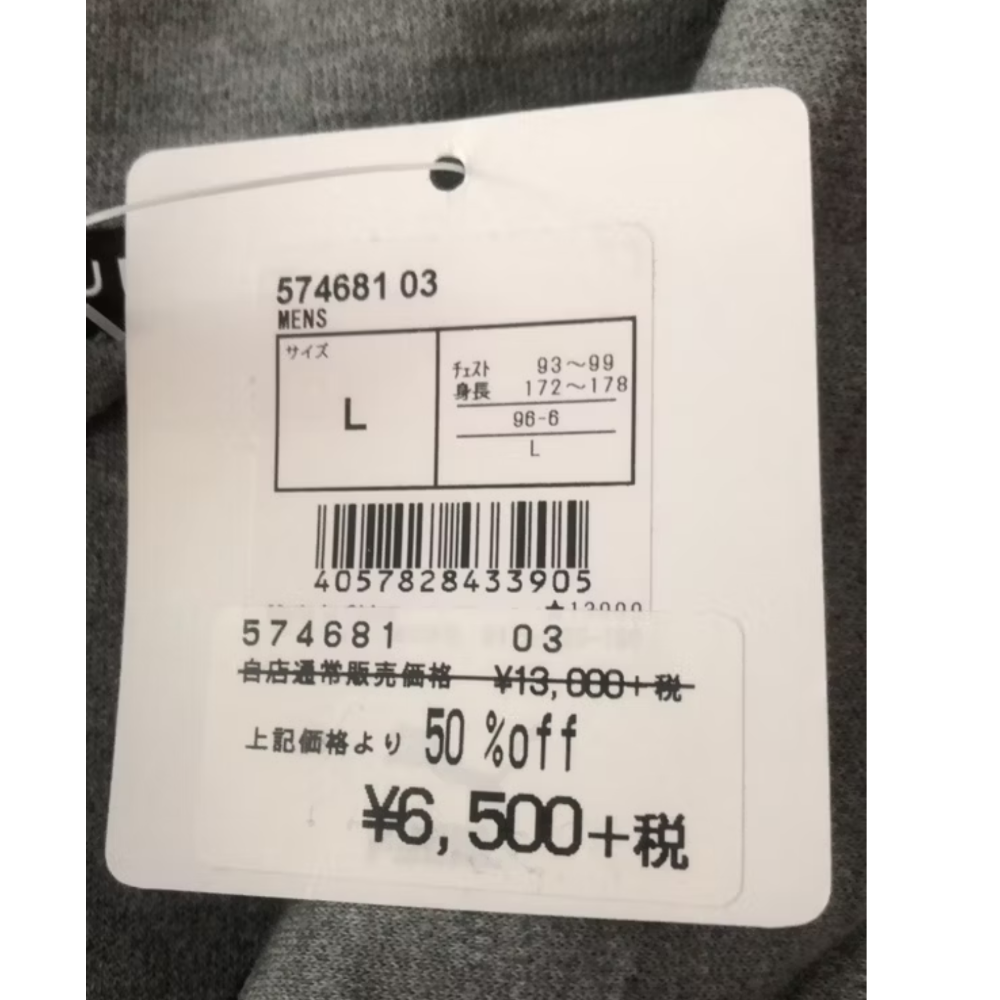 574681 03
MENS
サイズ
L
チェスト 93～99
身長 172～178
96-6
L
4057828433905
574681 03
自店通常販売価格 ¥13,000+税
上記価格より 50 %off
¥6,500+税